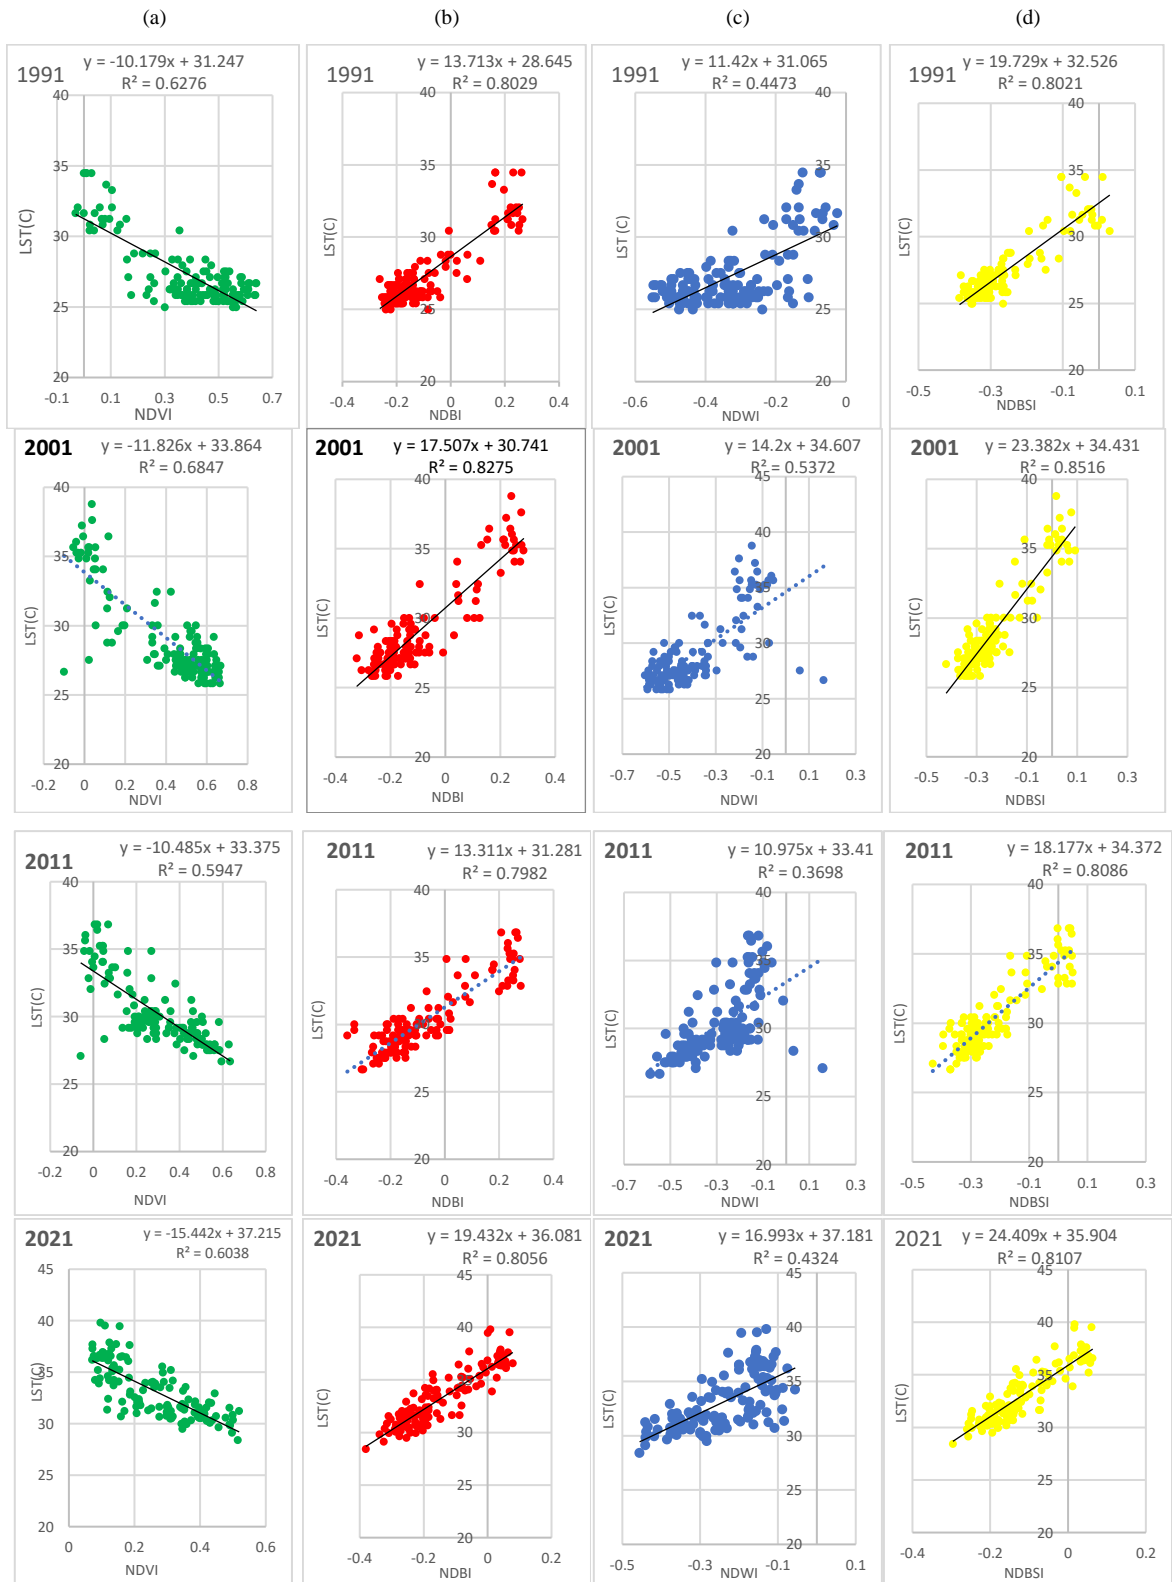 (a) (b) (c) (d)
1991
y = -10.179x + 31.247
R² = 0.6276
40
35
30
25
20
-0.1 0.1 0.3 0.5 0.7
LST(C)
NDVI
1991
y = 13.713x + 28.645
R² = 0.8029
40
35
30
25
20
-0.4 -0.2 0 0.2 0.4
LST(C)
NDBI
1991
y = 11.42x + 31.065
R² = 0.4473
40
35
30
25
20
-0.6 -0.4 -0.2 0
LST (C)
NDWI
1991
y = 19.729x + 32.526
R² = 0.8021
40
35
30
25
20
-0.5 -0.3 -0.1 0.1
LST(C)
NDBSI
2001
y = -11.826x + 33.864
R² = 0.6847
40
35
30
25
20
-0.2 0 0.2 0.4 0.6 0.8
LST(C)
NDVI
2001
y = 17.507x + 30.741
R² = 0.8275
40
35
30
25
20
-0.4 -0.2 0 0.2 0.4
LST(C)
NDBI
2001
y = 14.2x + 34.607
R² = 0.5372
45
40
35
30
25
20
-0.7 -0.5 -0.3 -0.1 0.1 0.3
LST(C)
NDWI
2001
y = 23.382x + 34.431
R² = 0.8516
40
35
30
25
20
-0.5 -0.3 -0.1 0.1 0.3
LST(C)
NDBSI
2011
y = -10.485x + 33.375
R² = 0.5947
40
35
30
25
20
-0.2 0 0.2 0.4 0.6 0.8
LST(C)
NDVI
2011
y = 13.311x + 31.281
R² = 0.7982
40
35
30
25
20
-0.4 -0.2 0 0.2 0.4
LST(C)
NDBI
2011
y = 10.975x + 33.41
R² = 0.3698
40
35
30
25
20
-0.7 -0.5 -0.3 -0.1 0.1 0.3
LST(C)
NDWI
2011
y = 18.177x + 34.372
R² = 0.8086
40
35
30
25
20
-0.5 -0.3 -0.1 0.1 0.3
LST(C)
NDBSI
2021
y = -15.442x + 37.215
R² = 0.6038
45
40
35
30
25
20
0 0.2 0.4 0.6
LST(C)
NDVI
2021
y = 19.432x + 36.081
R² = 0.8056
45
40
35
30
25
20
-0.4 -0.2 0 0.2
LST(C)
NDBI
2021
y = 16.993x + 37.181
R² = 0.4324
45
40
35
30
25
20
-0.5 -0.3 -0.1 0.1
LST(C)
NDWI
2021
y = 24.409x + 35.904
R² = 0.8107
45
40
35
30
25
20
-0.4 -0.2 0 0.2
LST(C)
NDBSI